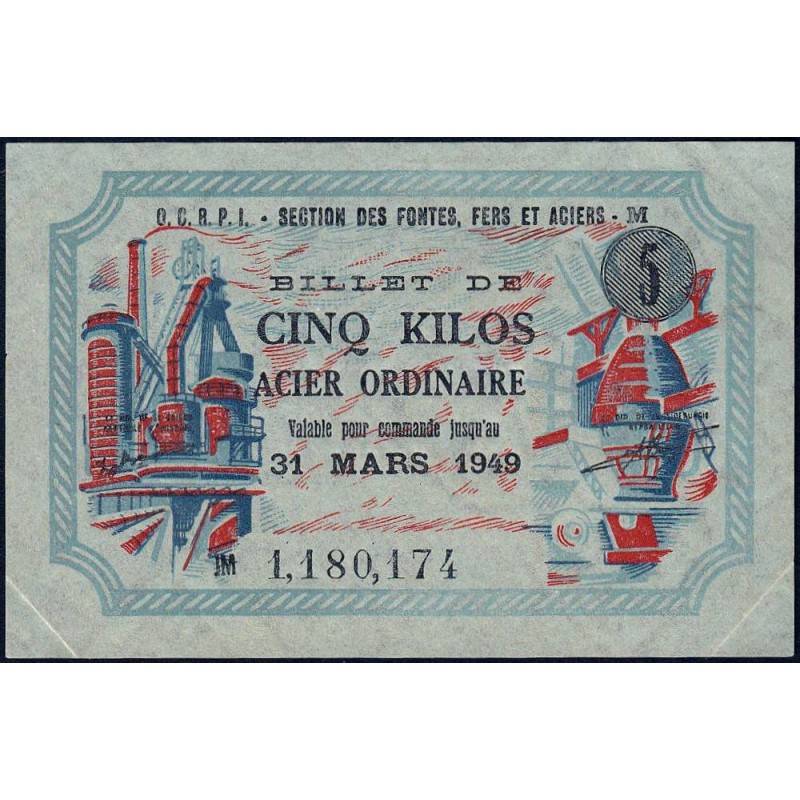 O.C.R.P.I. - SECTION DES FONTES, FERS ET ACIERS - M
5
BILLET DE
CINQ KILOS
ACIER ORDINAIRE
Valable pour commande jusqu'au
31 MARS 1949
1,180,174